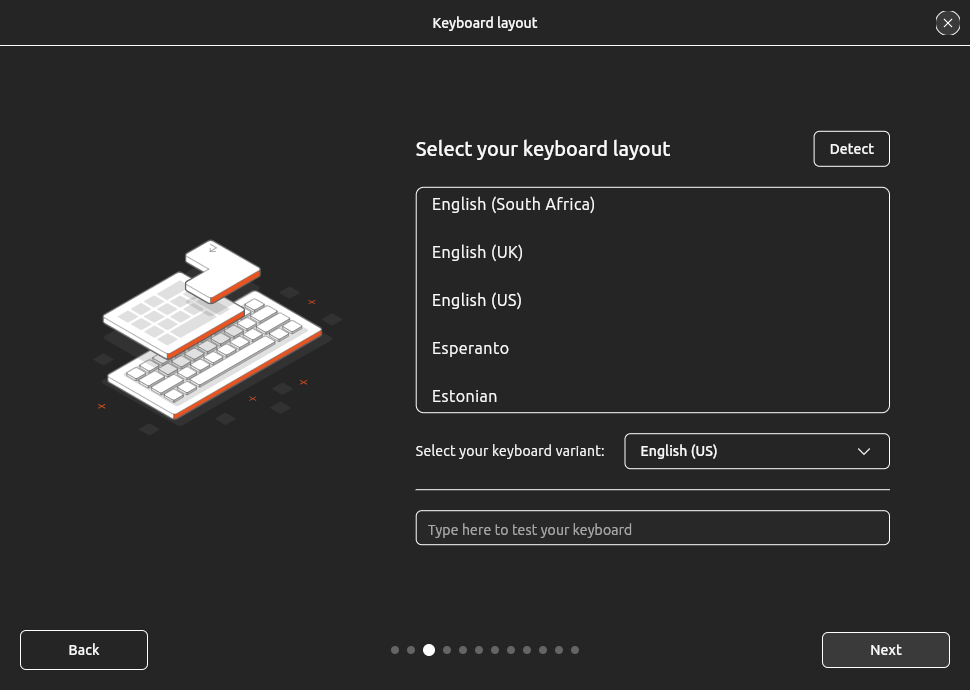 Keyboard layout
Select your keyboard layout
Detect
English (South Africa)
English (UK)
English (US)
Esperanto
Estonian
Select your keyboard variant:
English (US)
Type here to test your keyboard
Back
Next